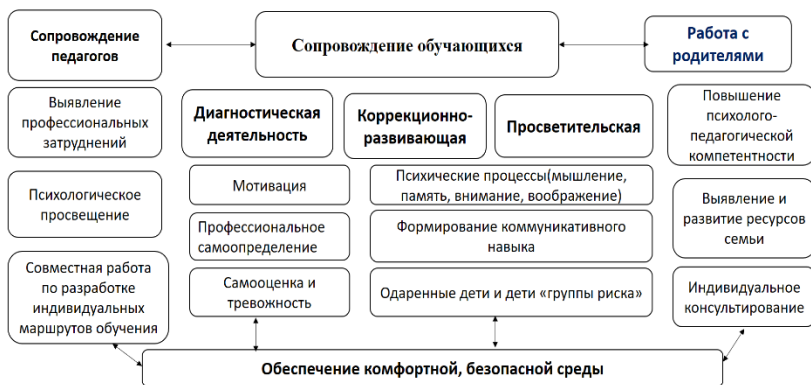 Сопровождение
педагогов
Сопровождение обучающихся
Работа с
родителями
Выявление
профессиональных
затруднений
Диагностическая
деятельность
Коррекционно-
развивающая
Просветительская
Повышение
психолого-
педагогической
компетентности
Психологическое
просвещение
Мотивация
Психические процессы(мышление,
память, внимание, воображение)
Выявление и
развитие ресурсов
семьи
Профессиональное
самоопределение
Формирование коммуникативного
навыка
Совместная работа
по разработке
индивидуальных
маршрутов обучения
Самооценка и
тревожность
Одаренные дети и дети «группы риска»
Индивидуальное
консультирование
Обеспечение комфортной, безопасной среды